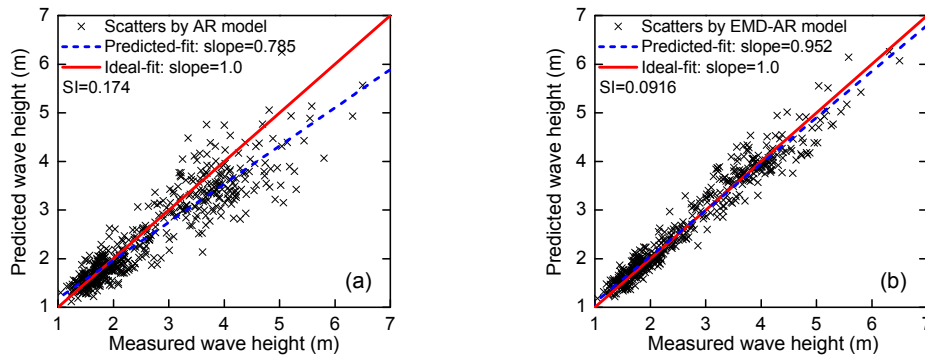 7
6
5
4
3
2
1
Predicted wave height (m)
× Scatters by AR model
Predicted-fit: slope=0.785
Ideal-fit: slope=1.0
SI=0.174
(a)
1 2 3 4 5 6 7
Measured wave height (m)
7
6
5
4
3
2
1
Predicted wave height (m)
× Scatters by EMD-AR model
Predicted-fit: slope=0.952
Ideal-fit: slope=1.0
SI=0.0916
(b)
1 2 3 4 5 6 7
Measured wave height (m)